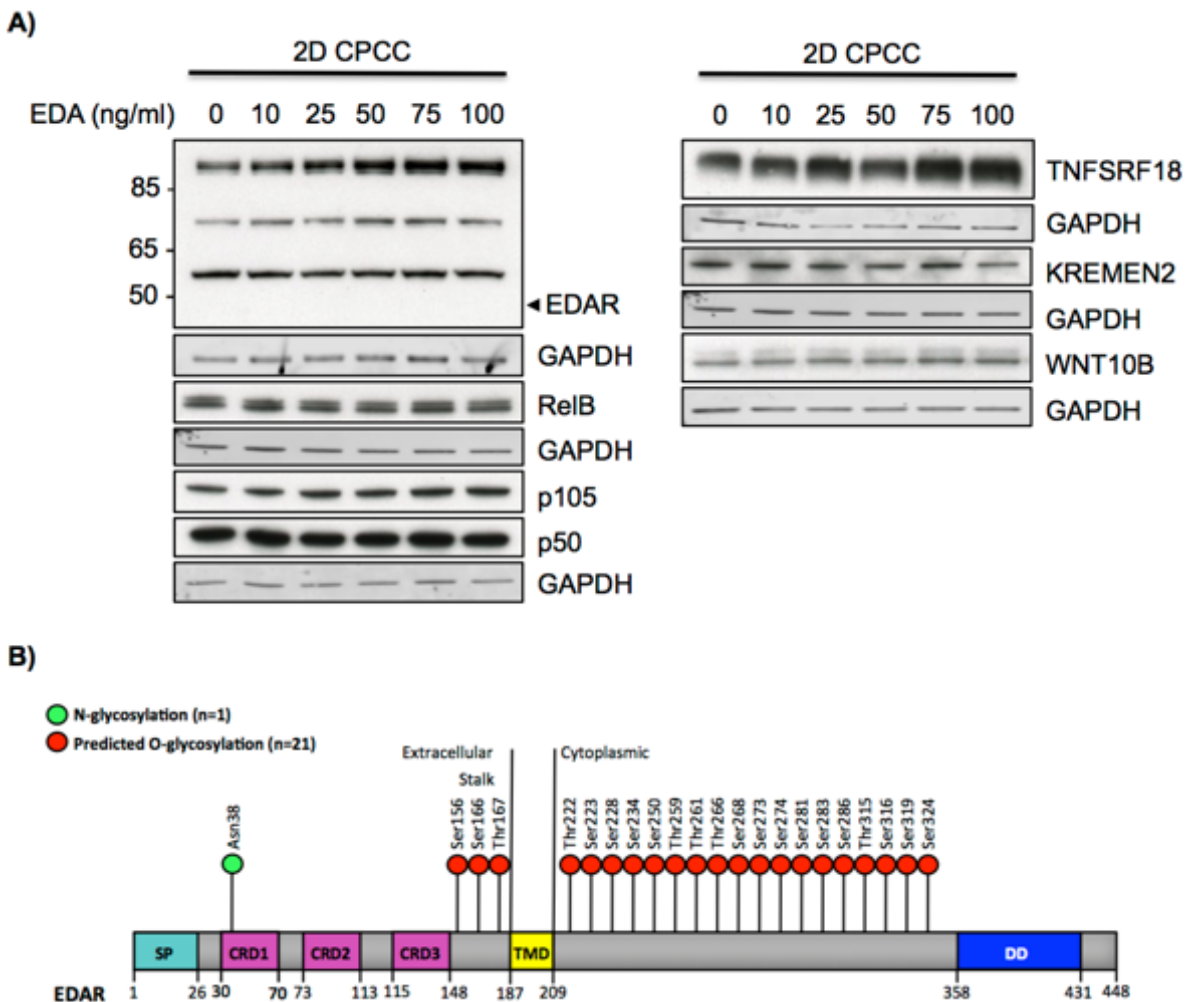 A)
2D CPCC
EDA (ng/ml) 0 10 25 50 75 100
85
65
50
EDAR
GAPDH
RelB
GAPDH
p105
p50
GAPDH
2D CPCC
0 10 25 50 75 100
TNFSRF18
GAPDH
KREMEN2
GAPDH
WNT10B
GAPDH
B)
N-glycosylation (n=1)
Predicted O-glycosylation (n=21)
Extracellular
Stalk
Cytoplasmic
Asn38 Ser156 Ser166 Thr167 Thr222 Ser223 Ser228 Ser234 Ser250 Thr259 Thr261 Thr266 Ser268 Ser273 Ser274 Ser281 Ser283 Ser286 Thr315 Ser316 Ser319 Ser324
SP CRD1 CRD2 CRD3 TMD DD
EDAR 1 26 30 70 73 113 115 148 187 209 358 431 448